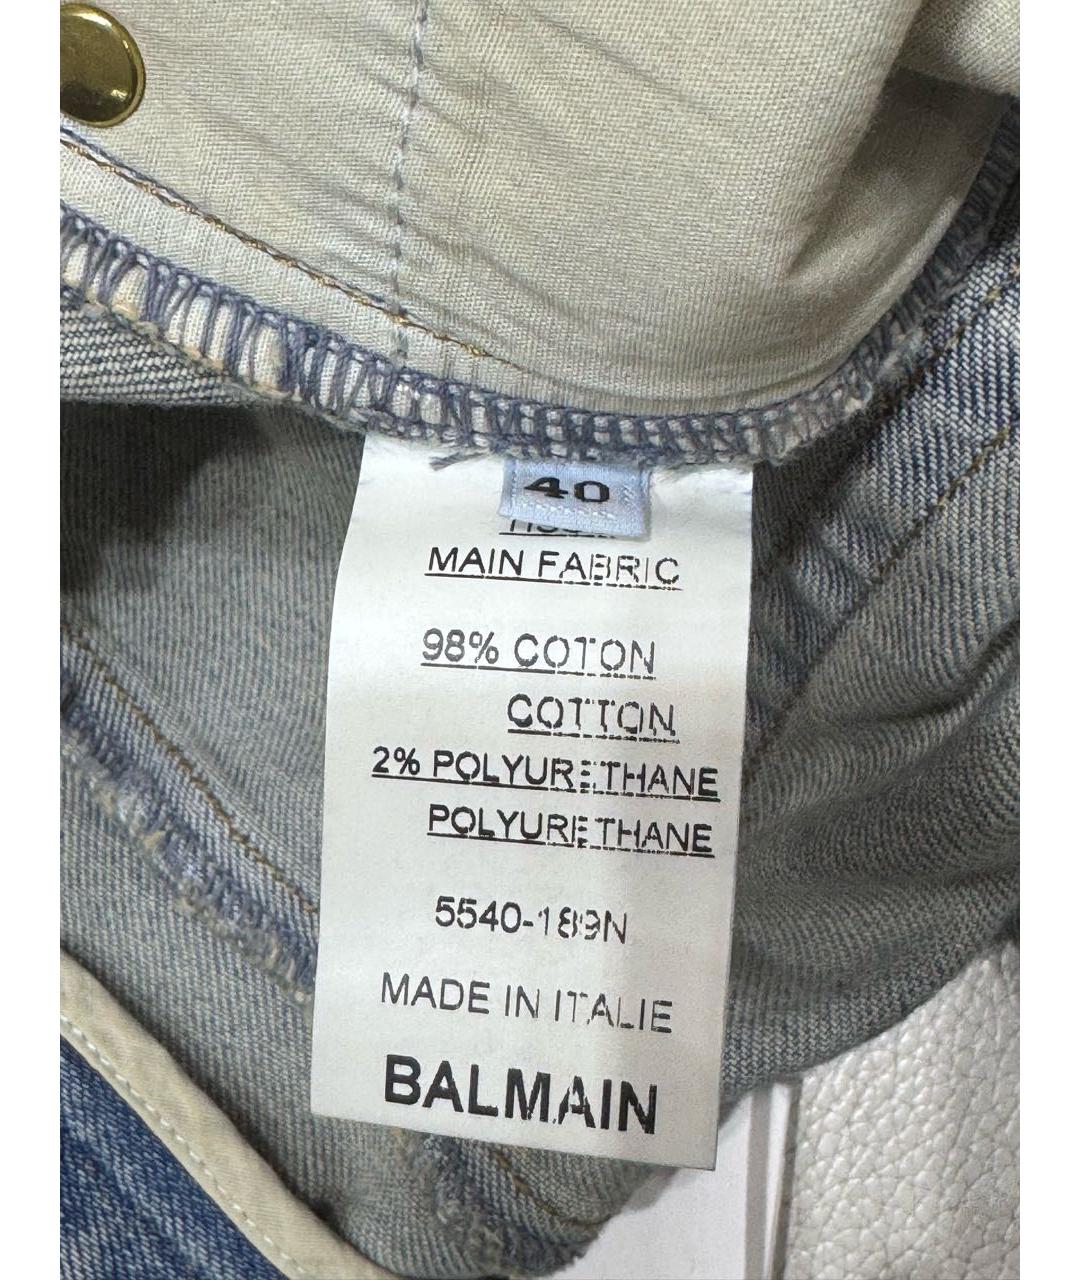 40
MAIN FABRIC
98% COTON
COTTON
2% POLYURETHANE
POLYURETHANE
5540-189N
MADE IN ITALIE
BALMAIN